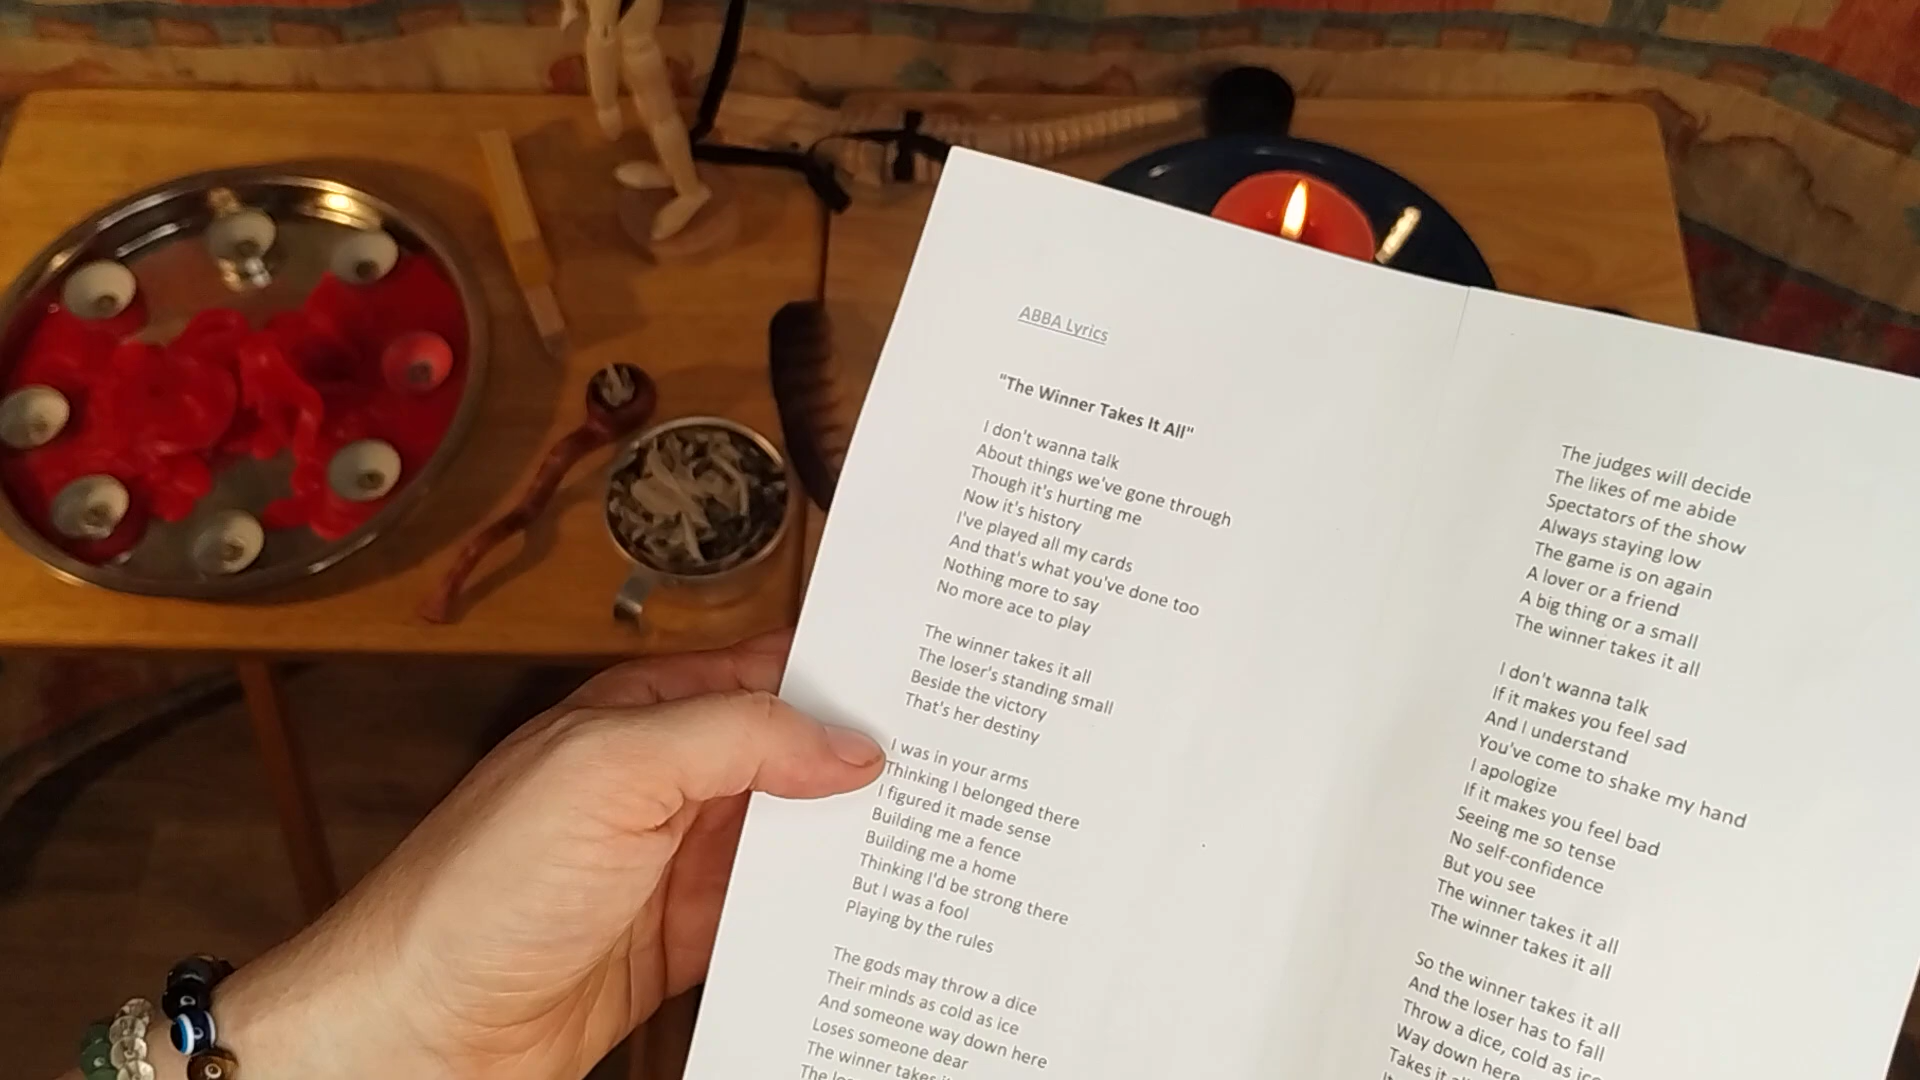 ABBA Lyrics
"The Winner Takes It All"
I don't wanna talk
About things we've gone through
Though it's hurting me
Now it's history
I've played all my cards
And that's what you've done too
Nothing more to say
No more ace to play
The winner takes it all
The loser's standing small
Beside the victory
That's her destiny
I was in your arms
Thinking I belonged there
I figured it made sense
Building me a fence
Building me a home
Thinking I'd be strong there
But I was a fool
Playing by the rules
The gods may throw a dice
Their minds as cold as ice
And someone way down here
Loses someone dear
The winner takes
The
The judges will decide
The likes of me abide
Spectators of the show
Always staying low
The game is on again
A lover or a friend
A big thing or a small
The winner takes it all
I don't wanna talk
If it makes you feel sad
And I understand
You've come to shake my hand
I apologize
If it makes you feel bad
Seeing me so tense
No self-confidence
But you see
The winner takes it all
The winner takes it all
So the winner takes it all
And the loser has to fall
Throw a dice, cold as ice
Way down here
Takes it